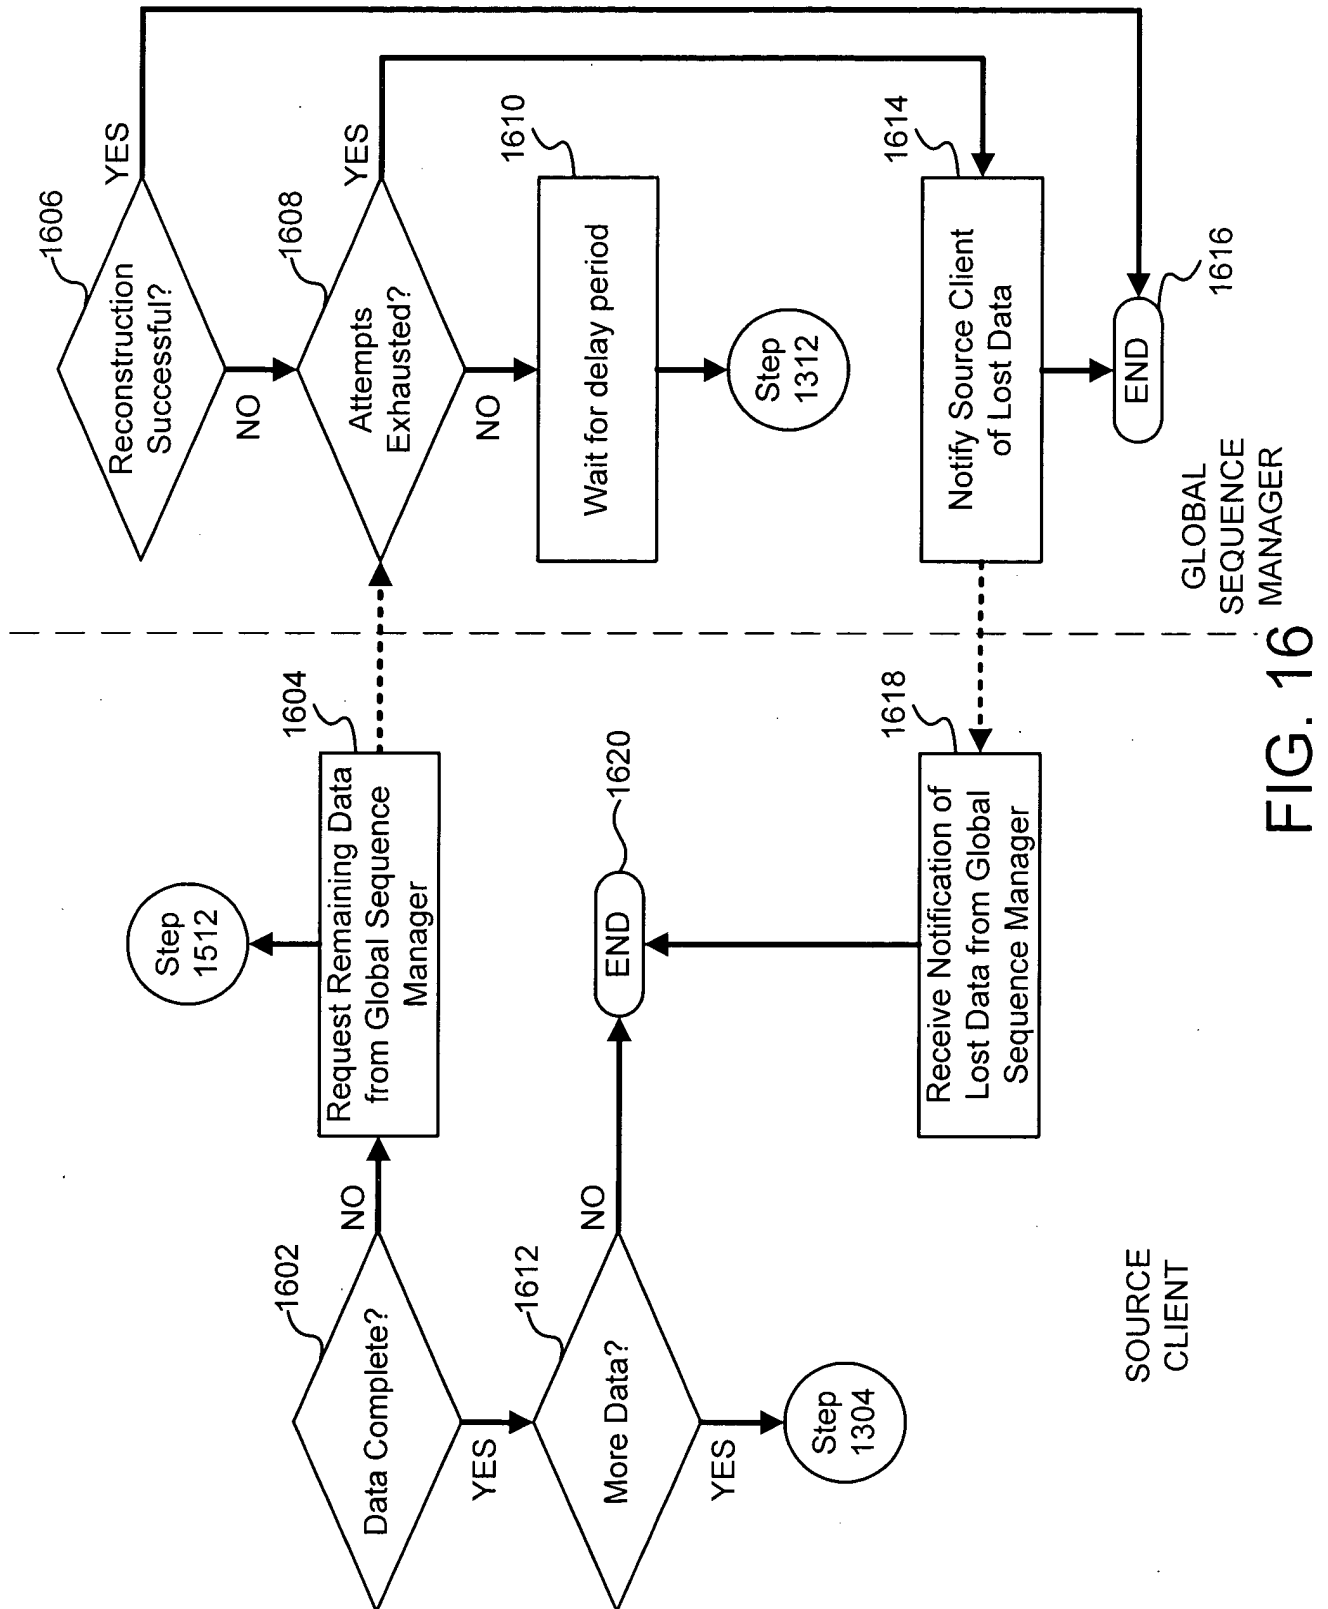 1602
Data Complete?
NO
YES
1604
Request Remaining Data
from Global Sequence
Manager
Step
1512
1612
More Data?
NO
YES
Step
1304
1620
END
1618
Receive Notification of
Lost Data from Global
Sequence Manager
SOURCE
CLIENT
1606
Reconstruction
Successful?
YES
NO
1608
Attempts
Exhausted?
YES
NO
1610
Wait for delay period
Step
1312
1614
Notify Source Client
of Lost Data
1616
END
GLOBAL
SEQUENCE
MANAGER
FIG. 16